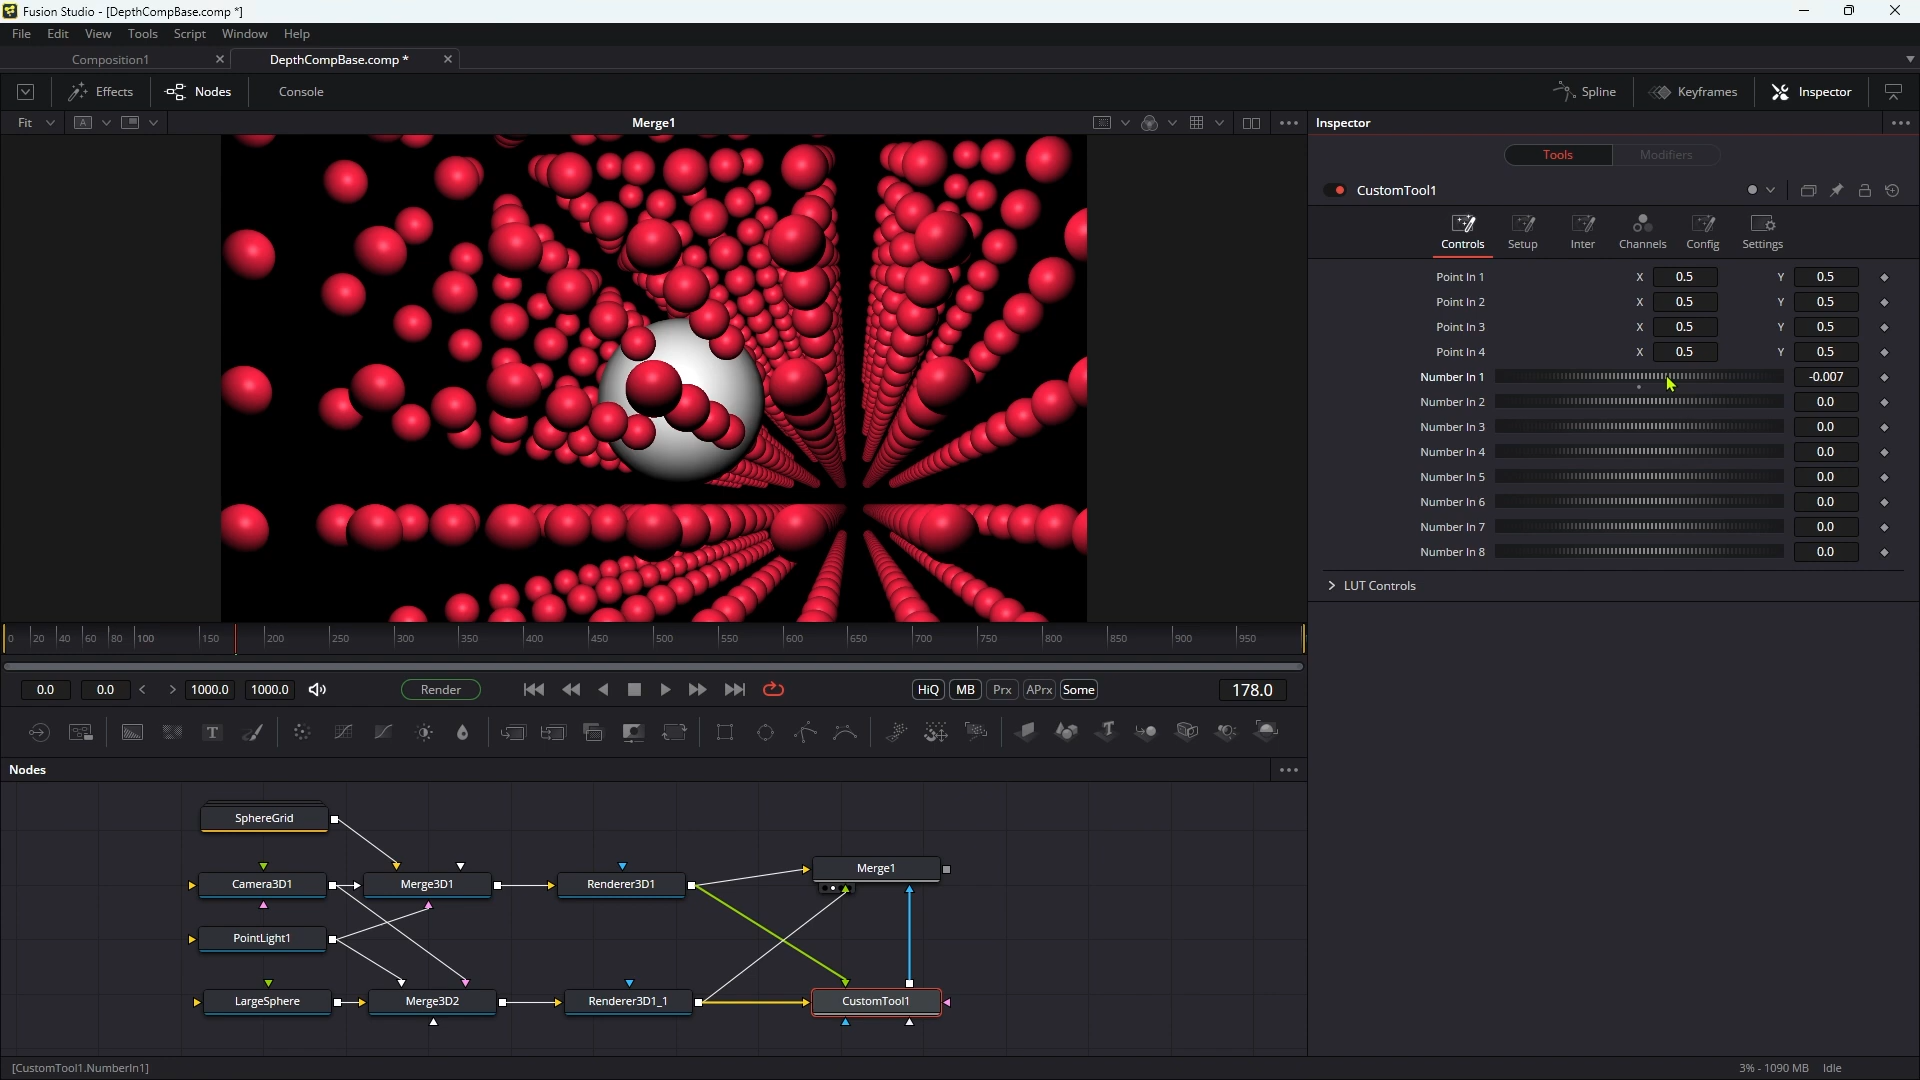 Fusion Studio - [DepthCompBase.comp *]
File Edit View Tools Script Window Help
Composition1 DepthCompBase.comp *
Effects Nodes Console Spline Keyframes Inspector
Fit A Merge1 Inspector
Tools Modifiers
CustomTool1
Controls Setup Inter Channels Config Settings
Point In 1 X 0.5 Y 0.5
Point In 2 X 0.5 Y 0.5
Point In 3 X 0.5 Y 0.5
Point In 4 X 0.5 Y 0.5
Number In 1 -0.007
Number In 2 0.0
Number In 3 0.0
Number In 4 0.0
Number In 5 0.0
Number In 6 0.0
Number In 7 0.0
Number In 8 0.0
LUT Controls
0 20 40 60 80 100 150 200 250 300 350 400 450 500 550 600 650 700 750 800 850 900 950
0.0 0.0 1000.0 1000.0 Render HiQ MB Prx APrx Some 178.0
T T
Nodes
SphereGrid
Merge1
Camera3D1 Merge3D1 Renderer3D1
PointLight1
LargeSphere Merge3D2 Renderer3D1_1 CustomTool1
[CustomTool1.NumberIn1] 3% - 1090 MB Idle